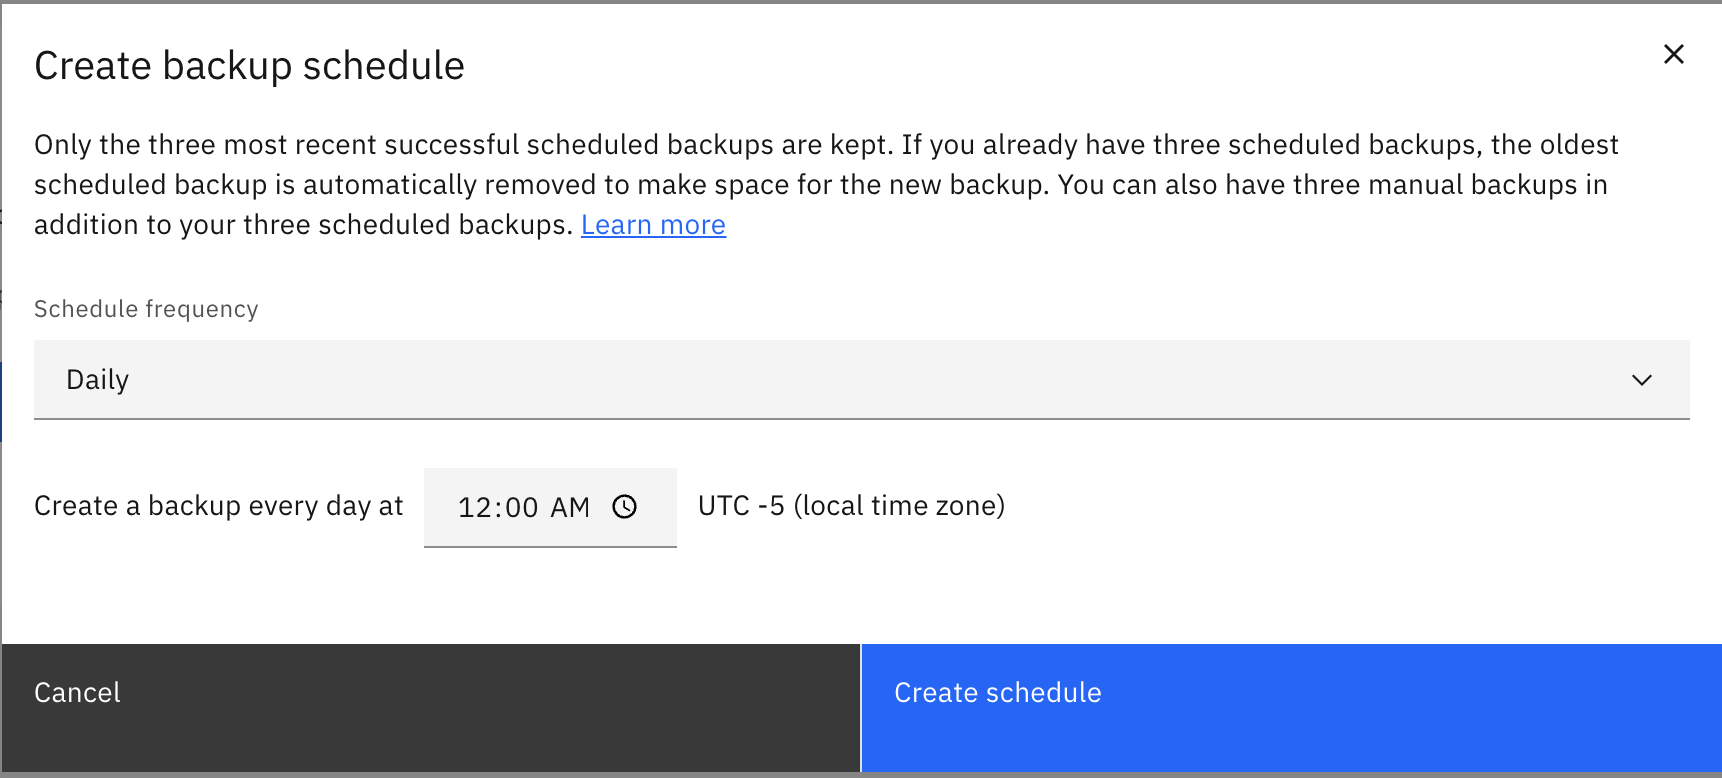 Create backup schedule
Only the three most recent successful scheduled backups are kept. If you already have three scheduled backups, the oldest
scheduled backup is automatically removed to make space for the new backup. You can also have three manual backups in
addition to your three scheduled backups. Learn more
Schedule frequency
Daily
Create a backup every day at 12:00 AM UTC -5 (local time zone)
Cancel
Create schedule